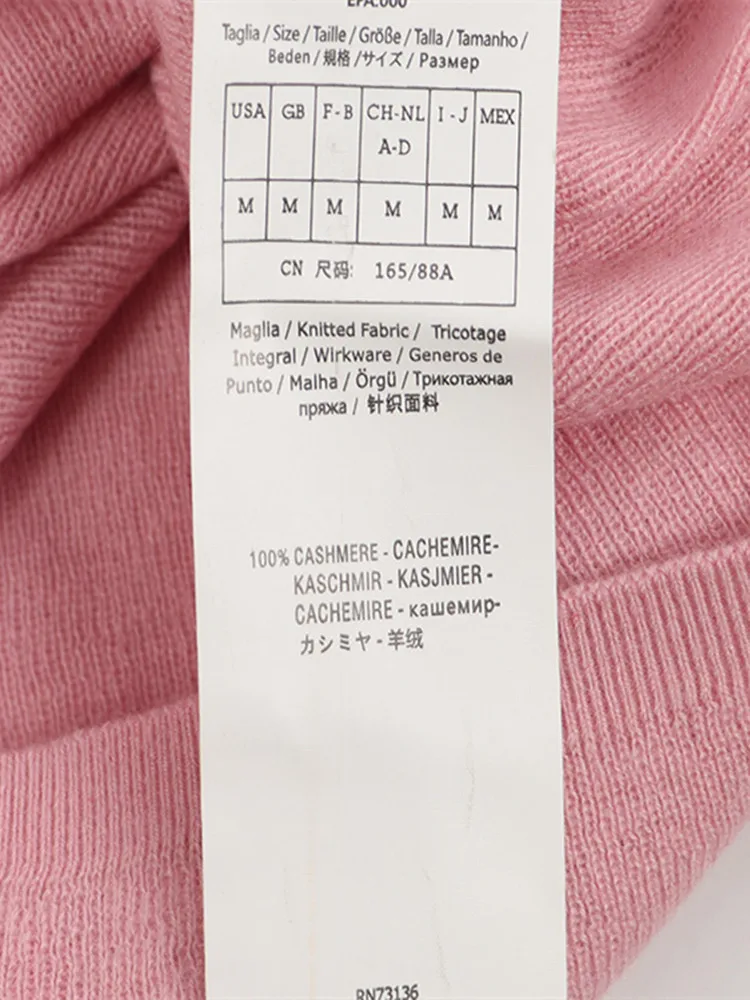 EPA:000
Taglia / Size / Taille / Größe / Talla / Tamanho /
Beden / 规格 / サイズ / Размер
USA GB F - B CH-NL I - J MEX
A-D
M M M M M M
CN 尺码: 165/88A
Maglia / Knitted Fabric / Tricotage
Integral / Wirkware / Generos de
Punto / Malha / Örgü / Трикотажная
пряжа / 针织面料
100% CASHMERE - CACHEMIRE-
KASCHMIR - KASJMIER -
CACHEMIRE - кашемир-
カシミヤ - 羊绒
RN73136